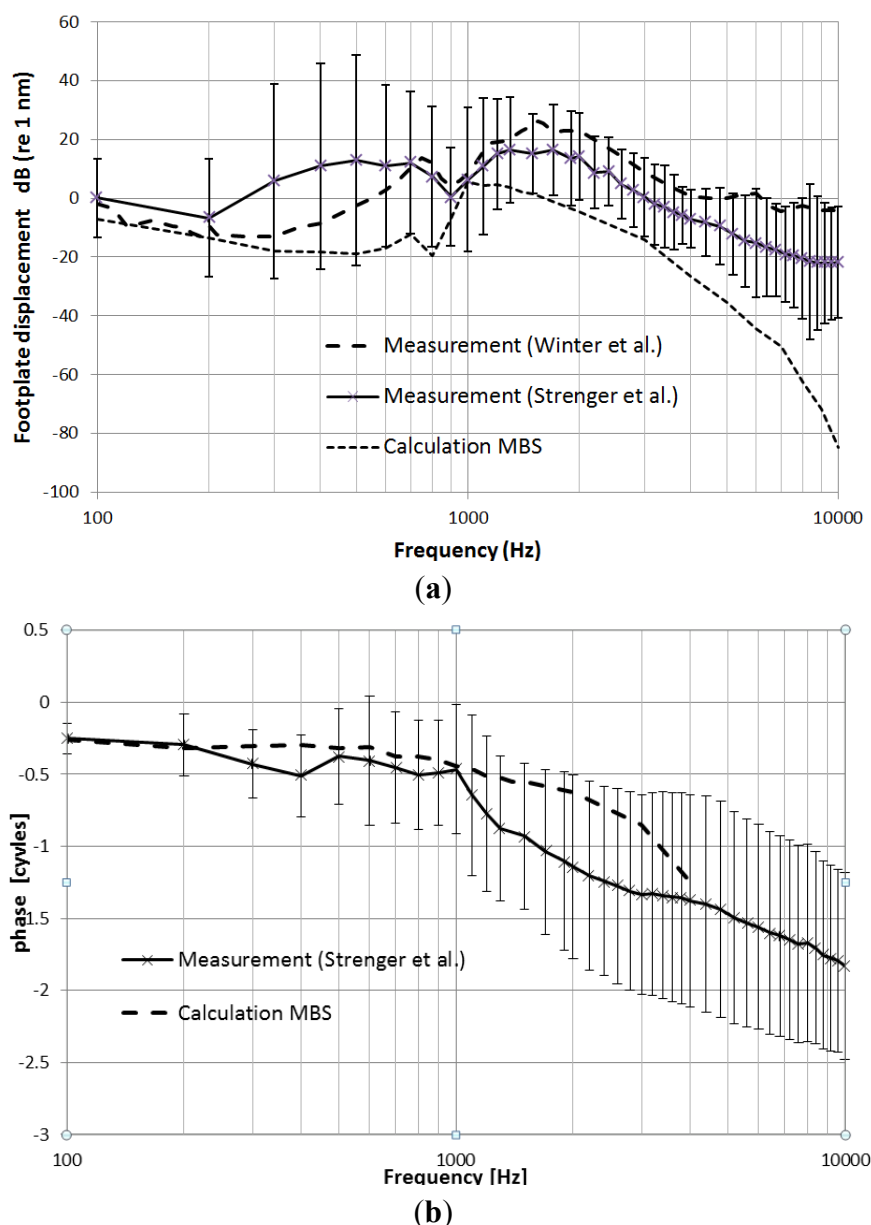 60
40
20
0
-20
-40
-60
-80
-100
Footplate displacement dB (re 1 nm)
Measurement (Winter et al.)
Measurement (Strenger et al.)
Calculation MBS
100
1000
10000
Frequency (Hz)
(a)
0.5
0
-0.5
-1
-1.5
-2
-2.5
-3
phase [cyvles]
Measurement (Strenger et al.)
Calculation MBS
100
1000
10000
Frequency [Hz]
(b)